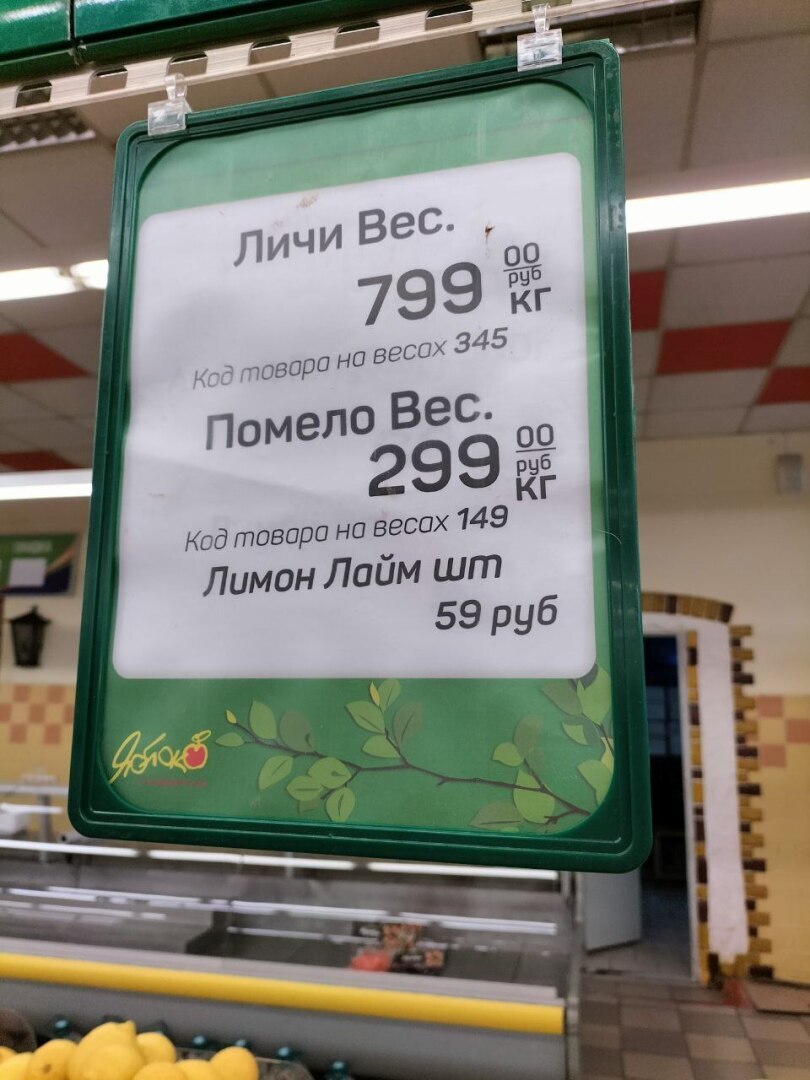 Личи Вес.
799 00 руб КГ
Код товара на весах 345
Помело Вес.
299 00 руб КГ
Код товара на весах 149
Лимон Лайм шт
59 руб
Яблоко